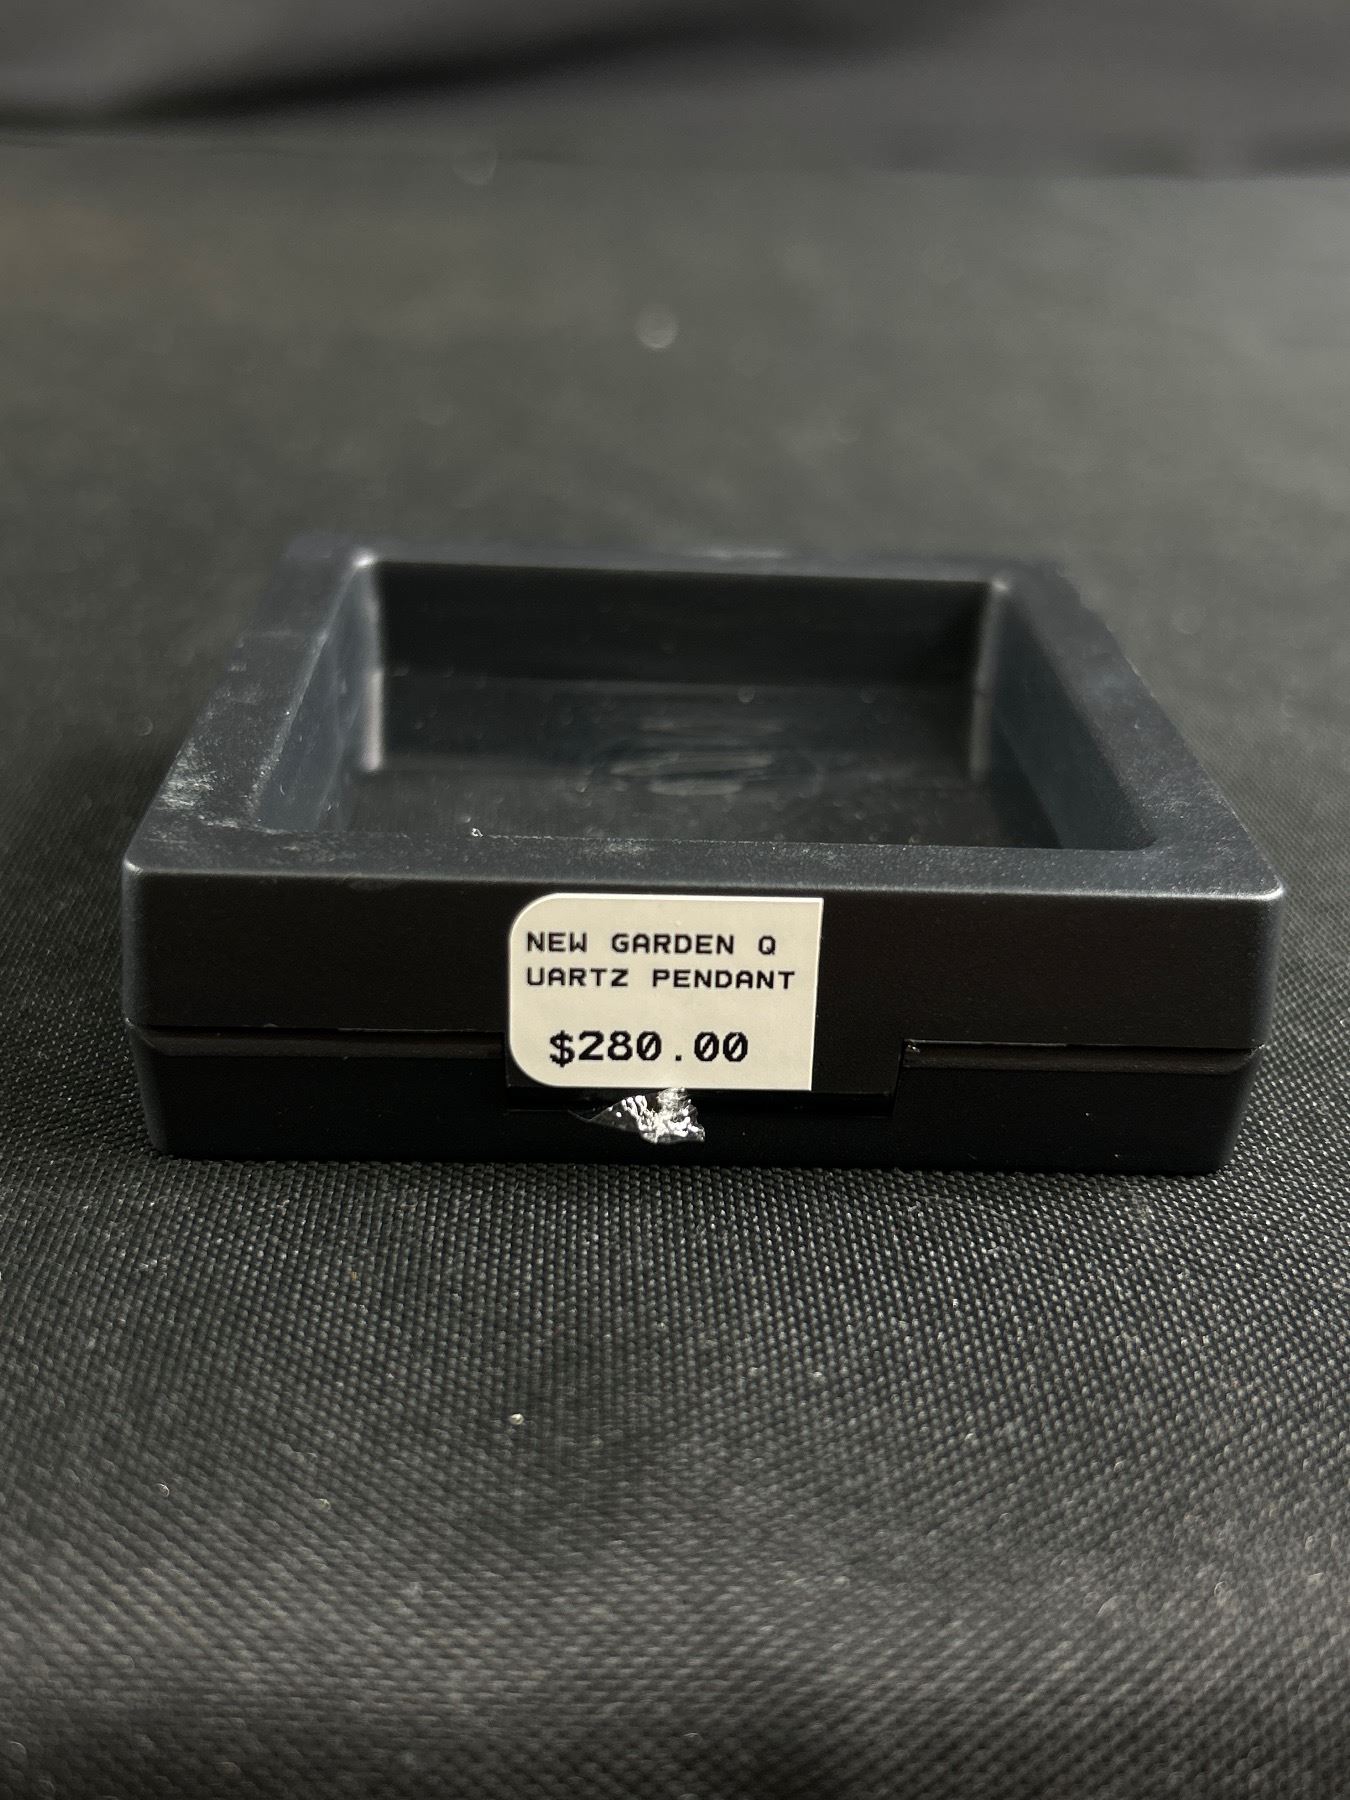 NEW GARDEN Q
UARTZ PENDANT
$280.00